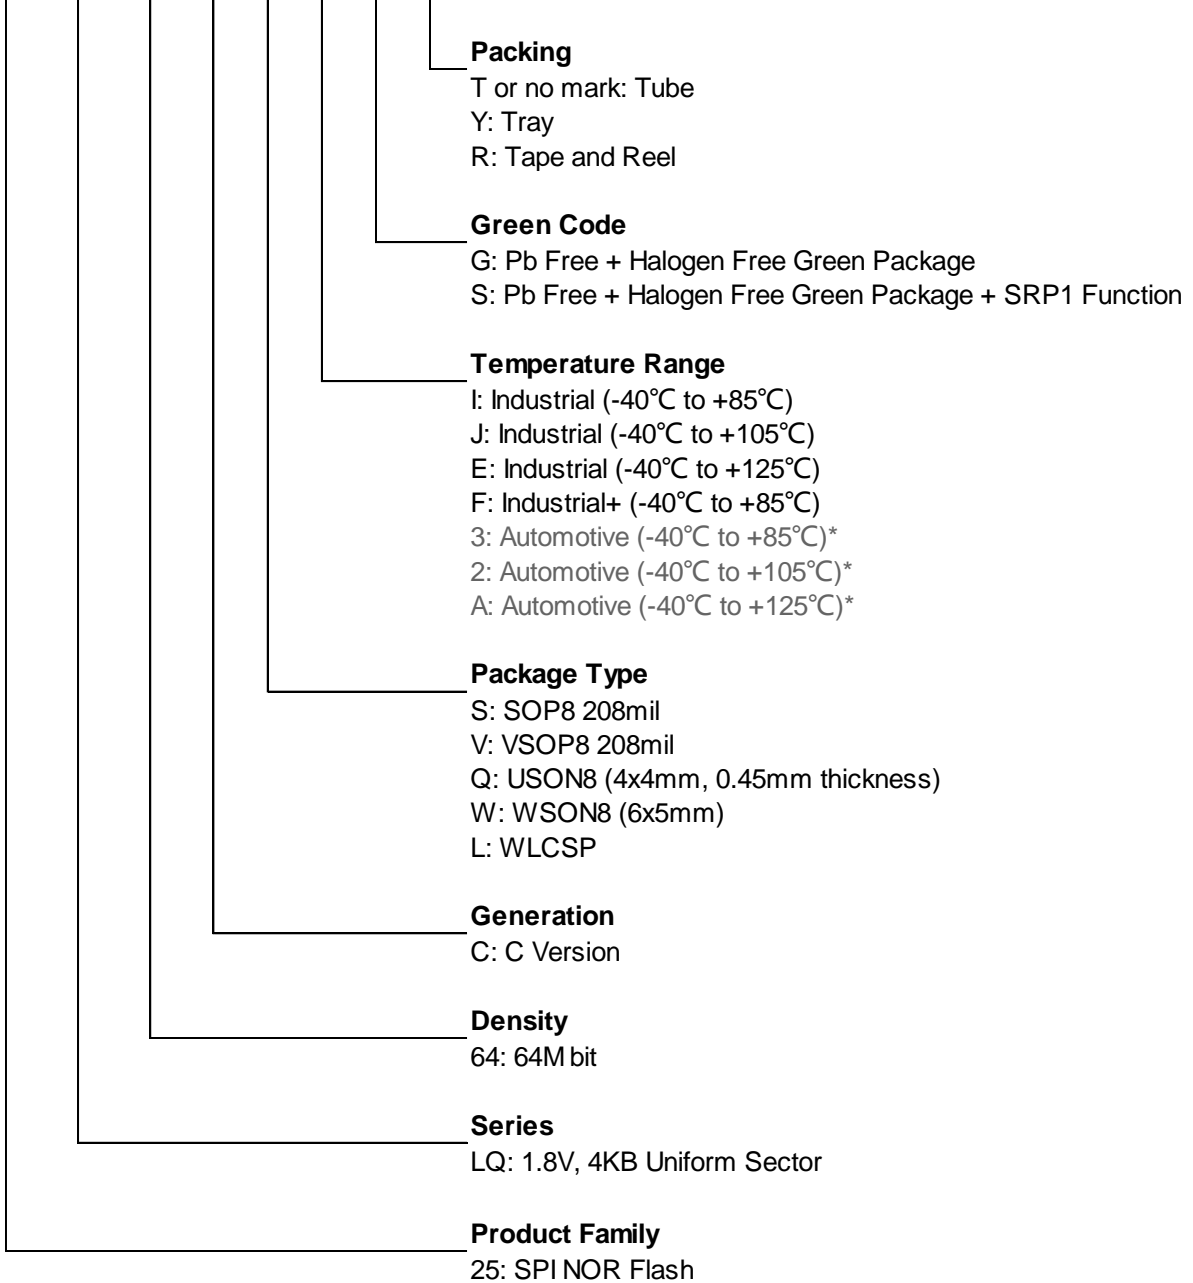 Packing
T or no mark: Tube
Y: Tray
R: Tape and Reel
Green Code
G: Pb Free + Halogen Free Green Package
S: Pb Free + Halogen Free Green Package + SRP1 Function
Temperature Range
I: Industrial (-40℃ to +85℃)
J: Industrial (-40℃ to +105℃)
E: Industrial (-40℃ to +125℃)
F: Industrial+ (-40℃ to +85℃)
3: Automotive (-40℃ to +85℃)*
2: Automotive (-40℃ to +105℃)*
A: Automotive (-40℃ to +125℃)*
Package Type
S: SOP8 208mil
V: VSOP8 208mil
Q: USON8 (4x4mm, 0.45mm thickness)
W: WSON8 (6x5mm)
L: WLCSP
Generation
C: C Version
Density
64: 64M bit
Series
LQ: 1.8V, 4KB Uniform Sector
Product Family
25: SPI NOR Flash